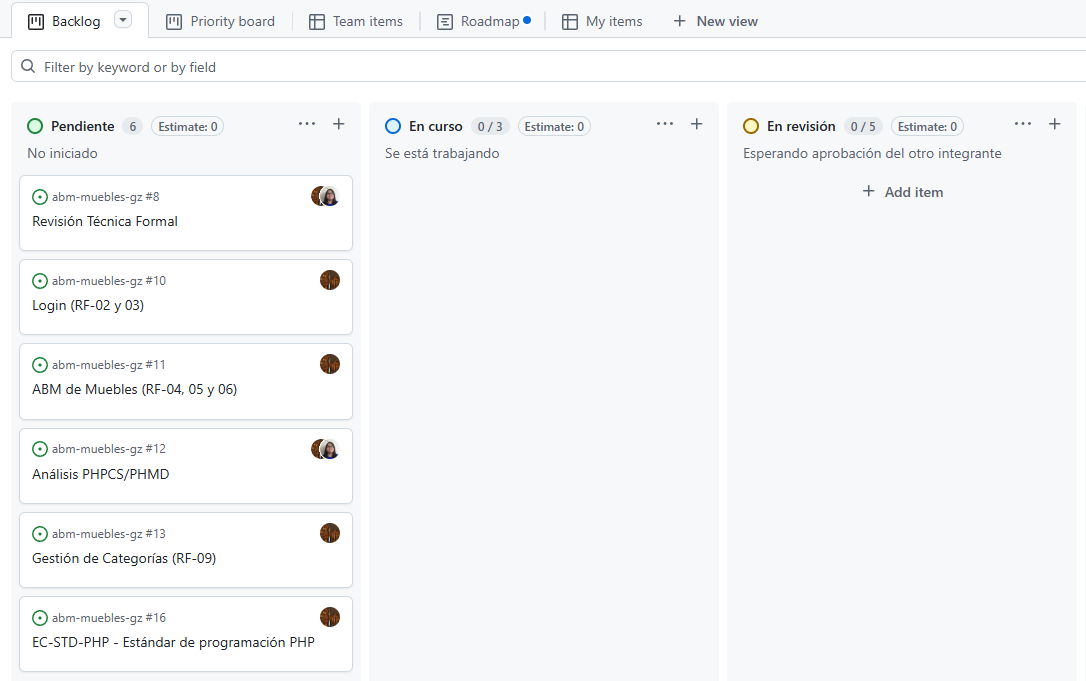 Backlog
Priority board
Team items
Roadmap
My items
New view
Filter by keyword or by field
Pendiente 6 Estimate: 0
No iniciado
abm-muebles-gz #8
Revisión Técnica Formal
abm-muebles-gz #10
Login (RF-02 y 03)
abm-muebles-gz #11
ABM de Muebles (RF-04, 05 y 06)
abm-muebles-gz #12
Análisis PHPCS/PHMD
abm-muebles-gz #13
Gestión de Categorías (RF-09)
abm-muebles-gz #16
EC-STD-PHP - Estándar de programación PHP
En curso 0 / 3 Estimate: 0
Se está trabajando
En revisión 0 / 5 Estimate: 0
Esperando aprobación del otro integrante
Add item